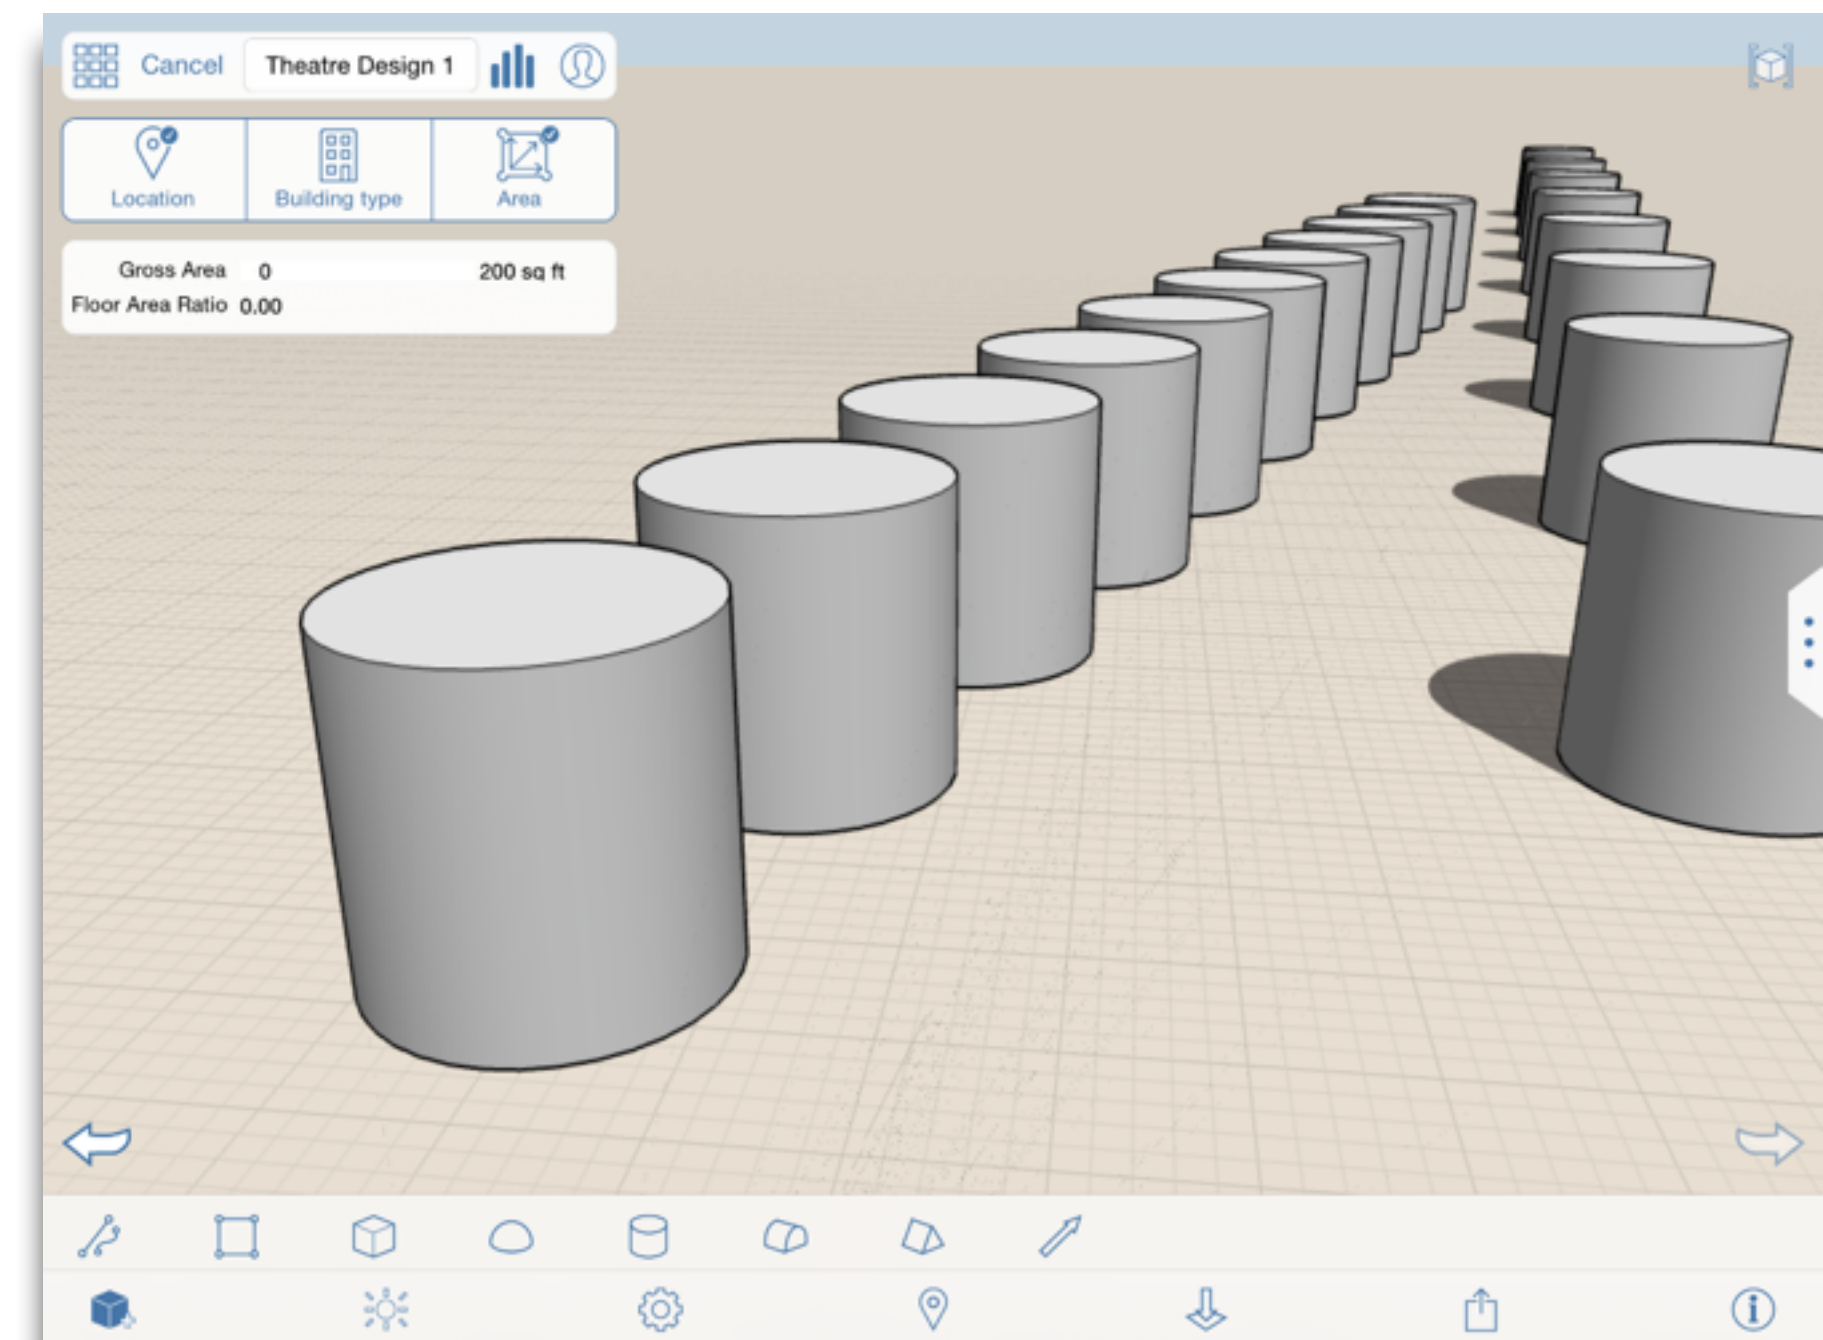 Cancel Theatre Design 1
Location Building type Area
Gross Area 0 200 sq ft
Floor Area Ratio 0.00